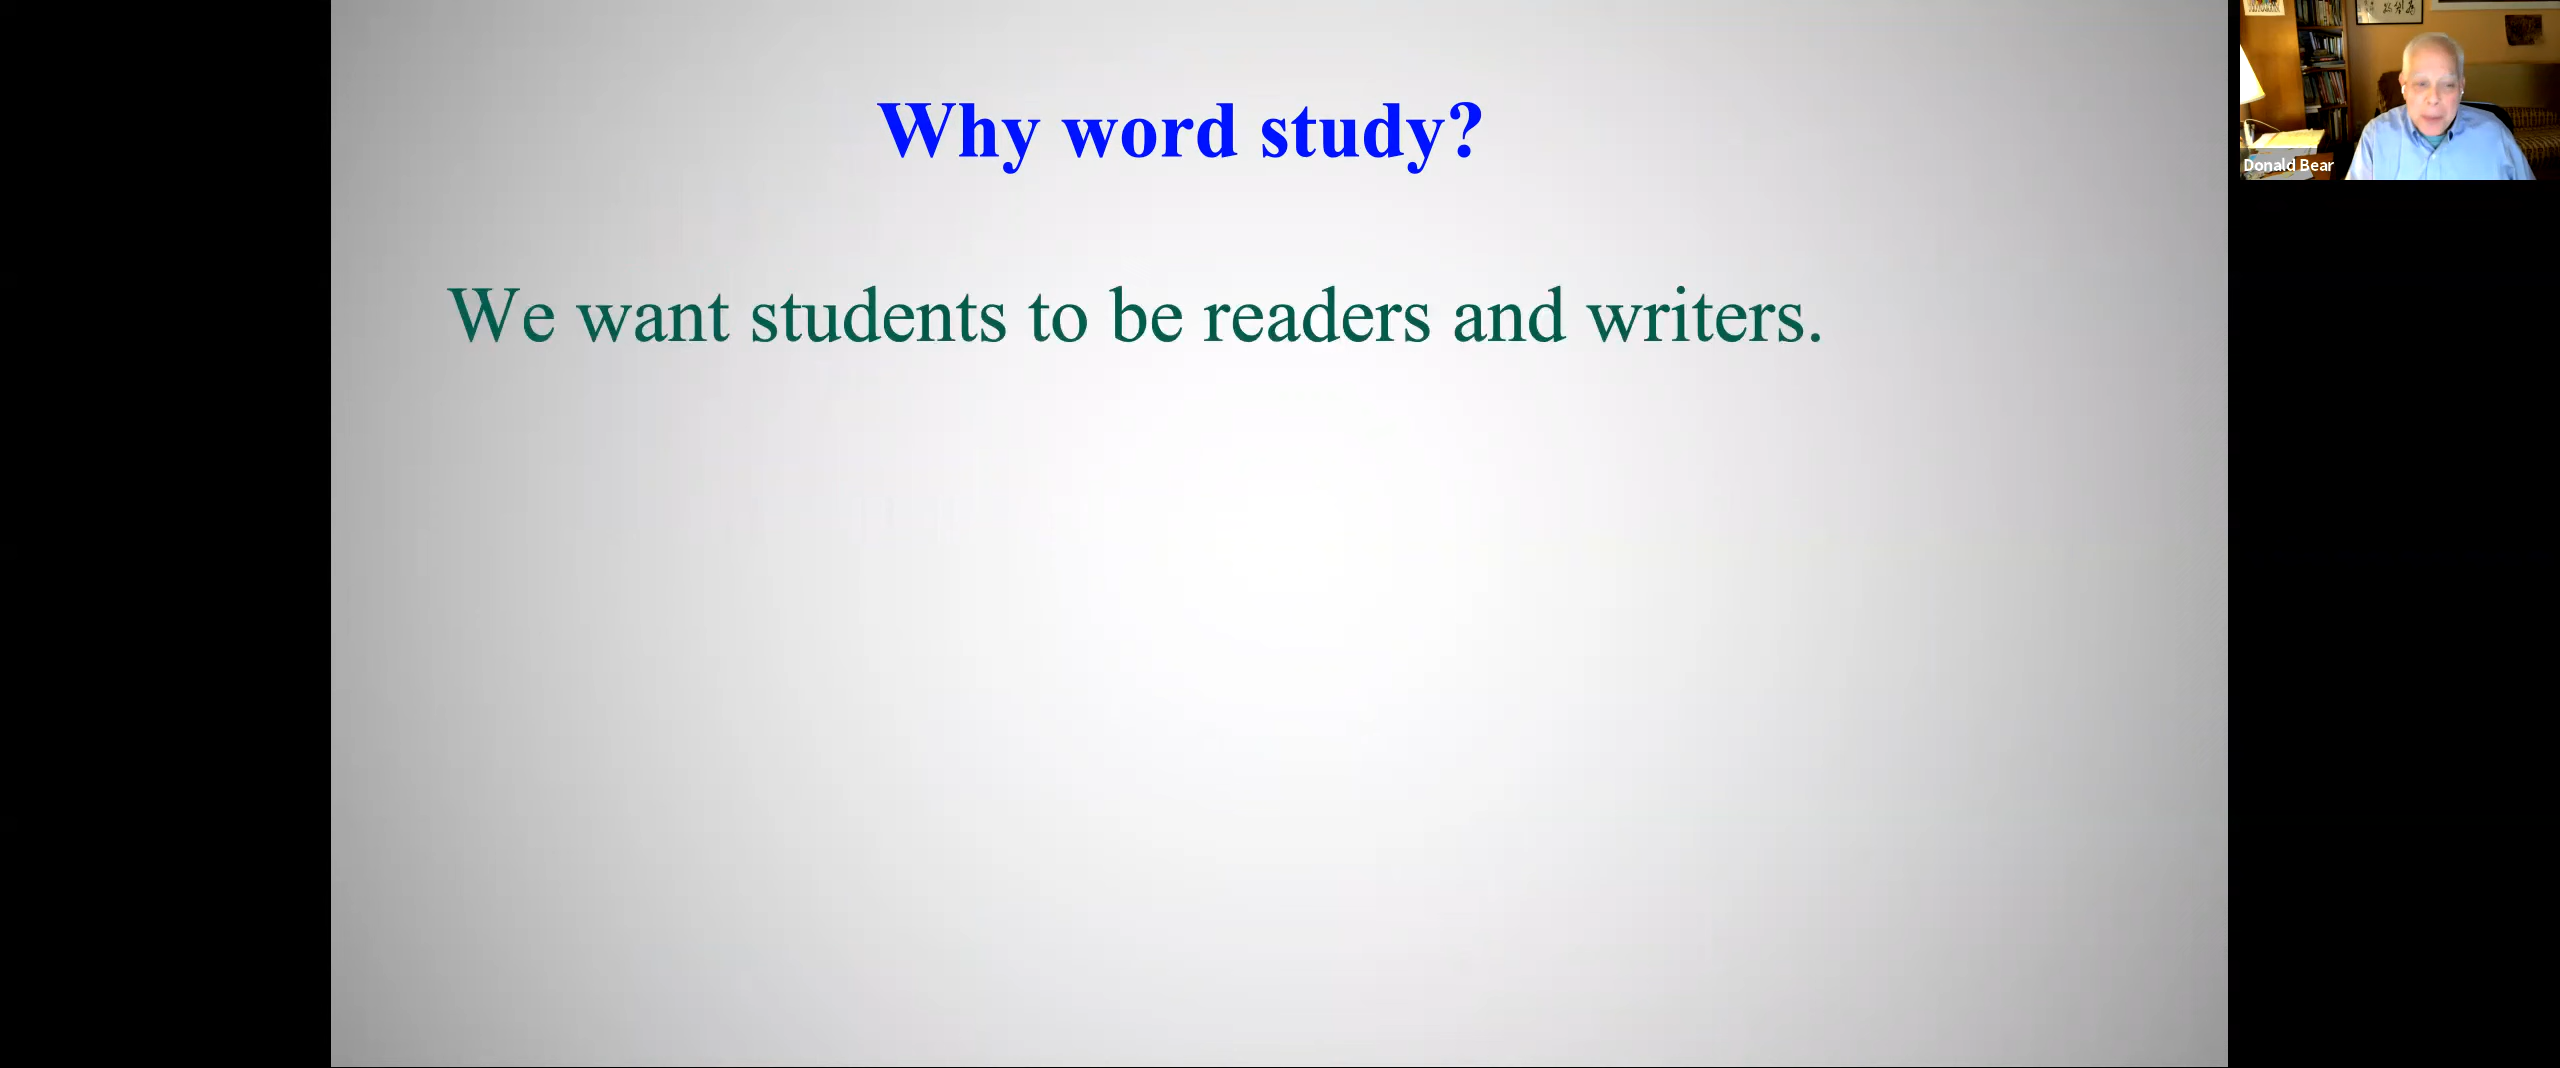 Why word study?
We want students to be readers and writers.
Donald Bear